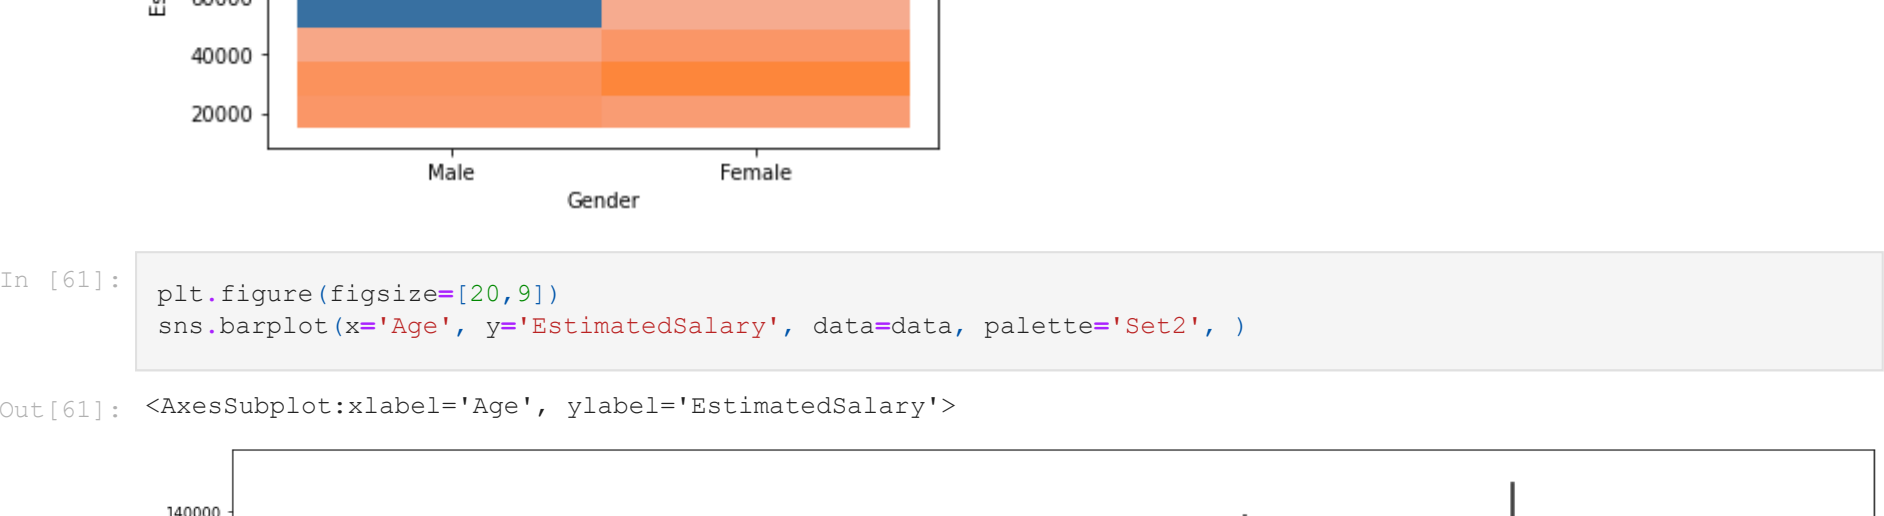 40000
20000
Male Female
Gender
In [61]:
plt.figure(figsize=[20,9])
sns.barplot(x='Age', y='EstimatedSalary', data=data, palette='Set2', )
Out[61]: <AxesSubplot:xlabel='Age', ylabel='EstimatedSalary'>
140000